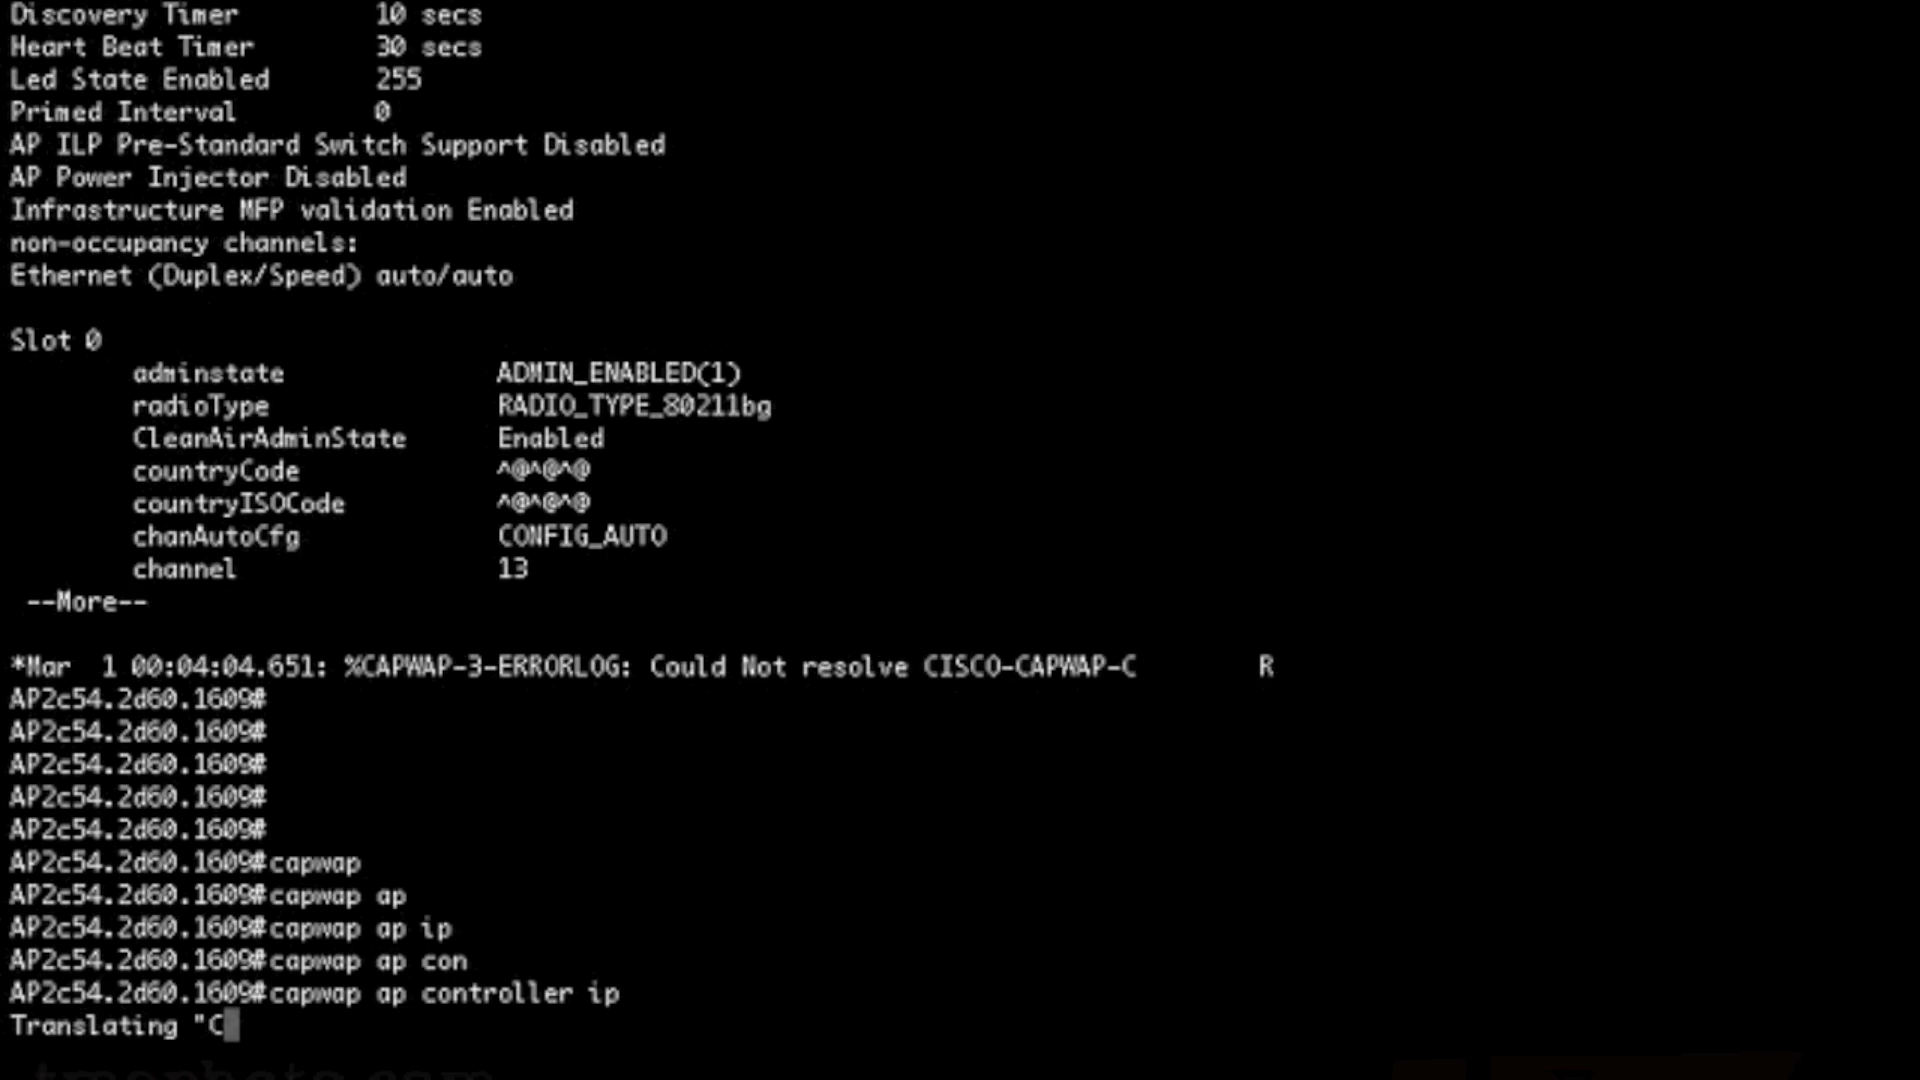 Discovery Timer 10 secs
Heart Beat Timer 30 secs
Led State Enabled 255
Primed Interval 0
AP ILP Pre-Standard Switch Support Disabled
AP Power Injector Disabled
Infrastructure MFP validation Enabled
non-occupancy channels:
Ethernet (Duplex/Speed) auto/auto
Slot 0
adminstate ADMIN_ENABLED(1)
radioType RADIO_TYPE_80211bg
CleanAirAdminState Enabled
countryCode ^@^@^@
countryISOCode ^@^@^@
chanAutoCfg CONFIG_AUTO
channel 13
--More--
*Mar 1 00:04:04.651: %CAPWAP-3-ERRORLOG: Could Not resolve CISCO-CAPWAP-C R
AP2c54.2d60.1609#
AP2c54.2d60.1609#
AP2c54.2d60.1609#
AP2c54.2d60.1609#
AP2c54.2d60.1609#
AP2c54.2d60.1609#capwap
AP2c54.2d60.1609#capwap ap
AP2c54.2d60.1609#capwap ap ip
AP2c54.2d60.1609#capwap ap con
AP2c54.2d60.1609#capwap ap controller ip
Translating "C